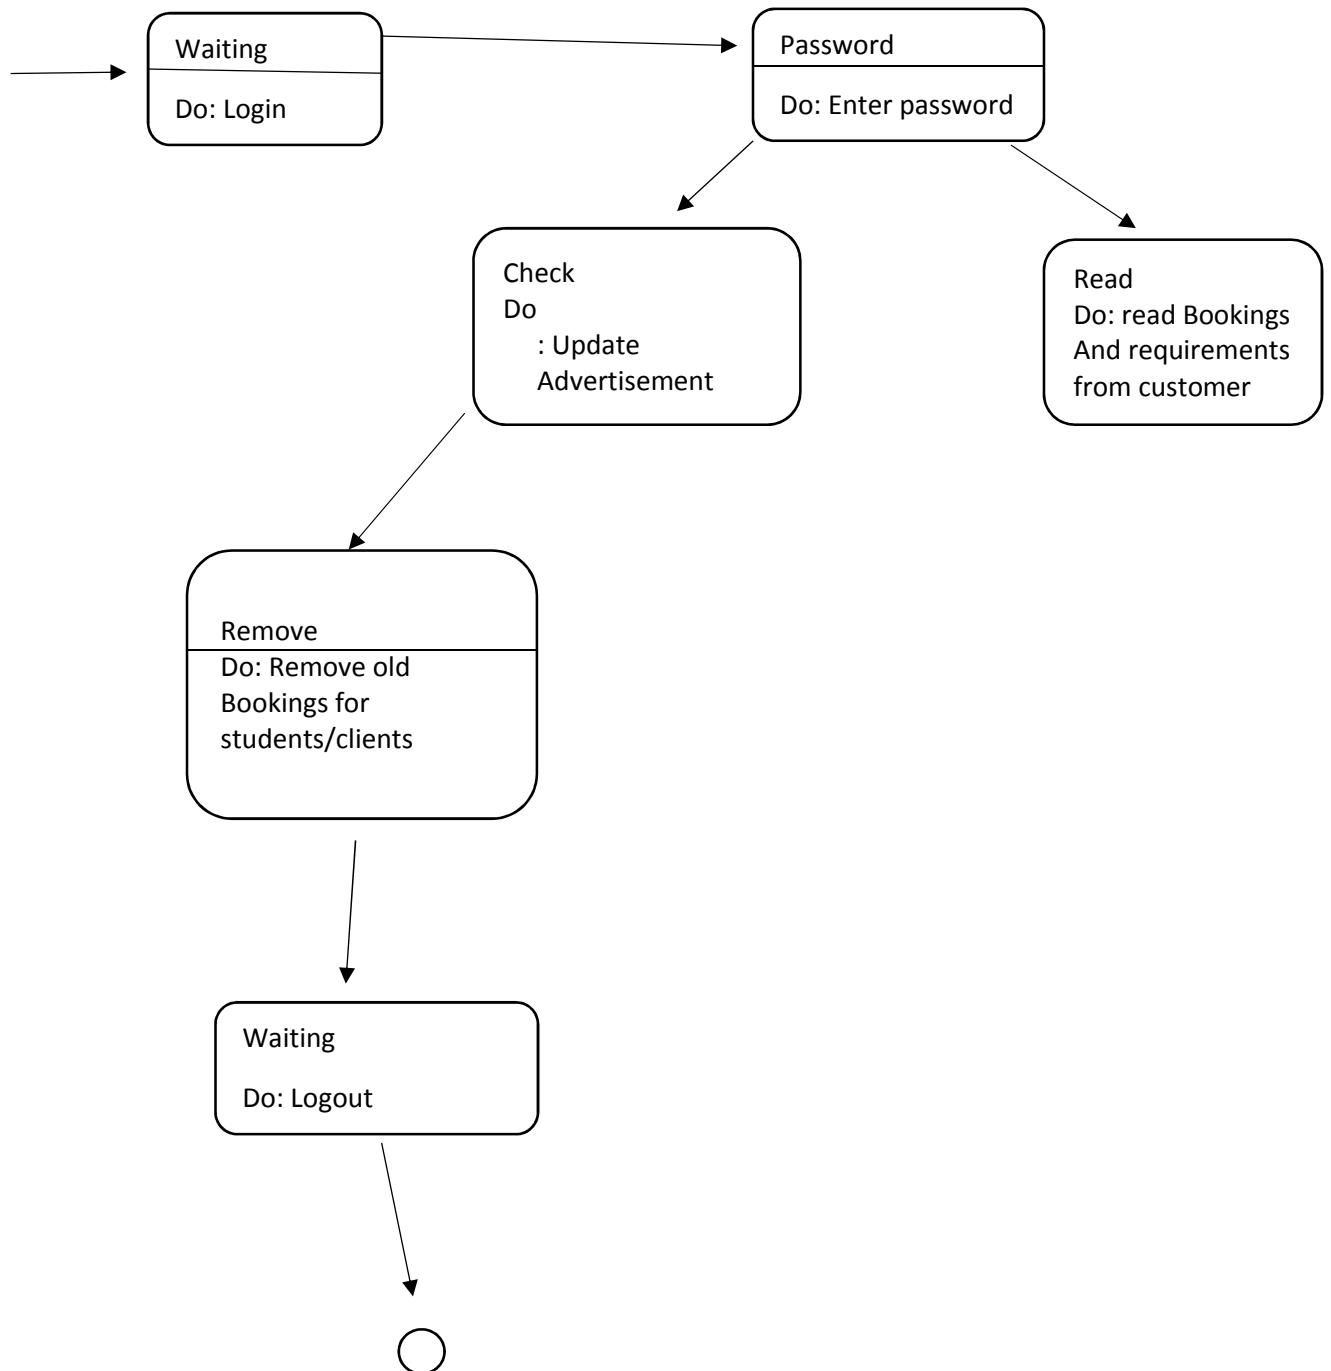 Waiting
Do: Login
Password
Do: Enter password
Check
Do
: Update
Advertisement
Read
Do: read Bookings
And requirements
from customer
Remove
Do: Remove old
Bookings for
students/clients
Waiting
Do: Logout